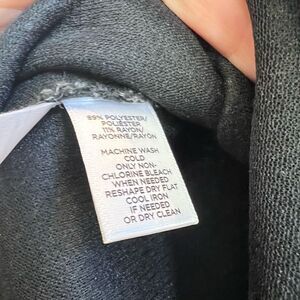 89% POLYESTER/
POLIÉSTER
11% RAYON/
RAYONNE/RAYON
MACHINE WASH
COLD
ONLY NON-
CHLORINE BLEACH
WHEN NEEDED
RESHAPE DRY FLAT
COOL IRON
IF NEEDED
OR DRY CLEAN